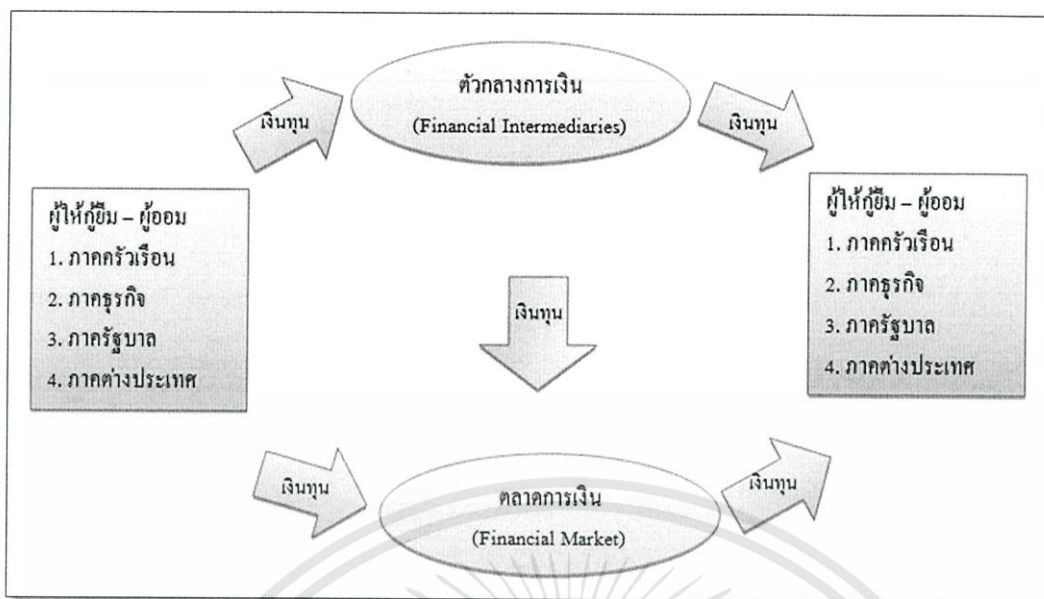 ตัวกลางการเงิน
(Financial Intermediaries)
เงินทุน
เงินทุน
ผู้ให้กู้ยืม – ผู้ออม
1. ภาคครัวเรือน
2. ภาคธุรกิจ
3. ภาครัฐบาล
4. ภาคต่างประเทศ
เงินทุน
ผู้ให้กู้ยืม – ผู้ออม
1. ภาคครัวเรือน
2. ภาคธุรกิจ
3. ภาครัฐบาล
4. ภาคต่างประเทศ
เงินทุน
ตลาดการเงิน
(Financial Market)
เงินทุน